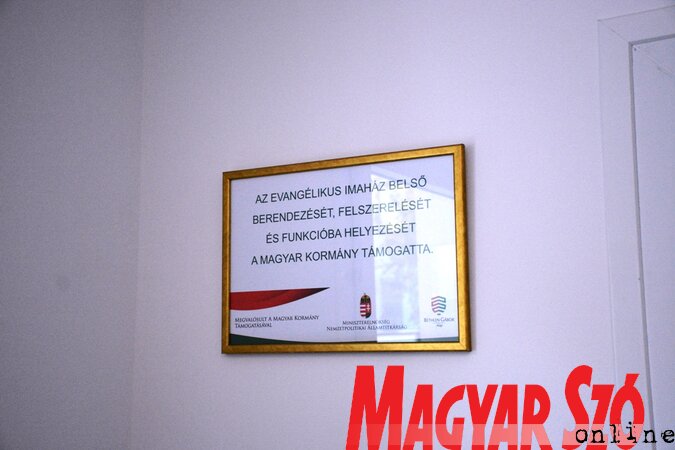 AZ EVANGÉLIKUS IMAHÁZ BELSŐ
BERENDEZÉSÉT, FELSZERELÉSÉT
ÉS FUNKCIÓBA HELYEZÉSÉT
A MAGYAR KORMÁNY TÁMOGATTA.
MEGVALÓSULT A MAGYAR KORMÁNY
TÁMOGATÁSÁVAL
MINISZTERELNÖKSÉG
NEMZETPOLITIKAI ÁLLAMTITKÁRSÁG
BETHLEN GÁBOR
Alap
MAGYAR SZÓ
online